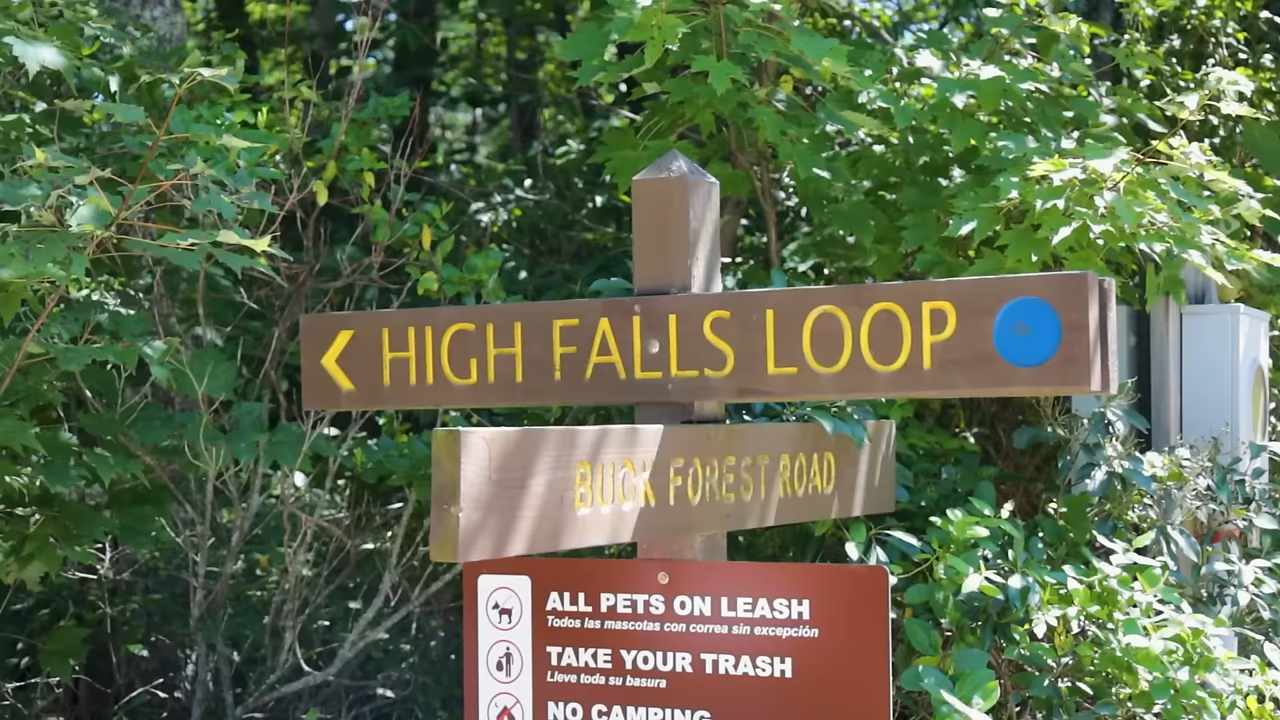 < HIGH FALLS LOOP
BUCK FOREST ROAD
ALL PETS ON LEASH
Todos las mascotas con correa sin excepción
TAKE YOUR TRASH
Lleve toda su basura
NO CAMPING